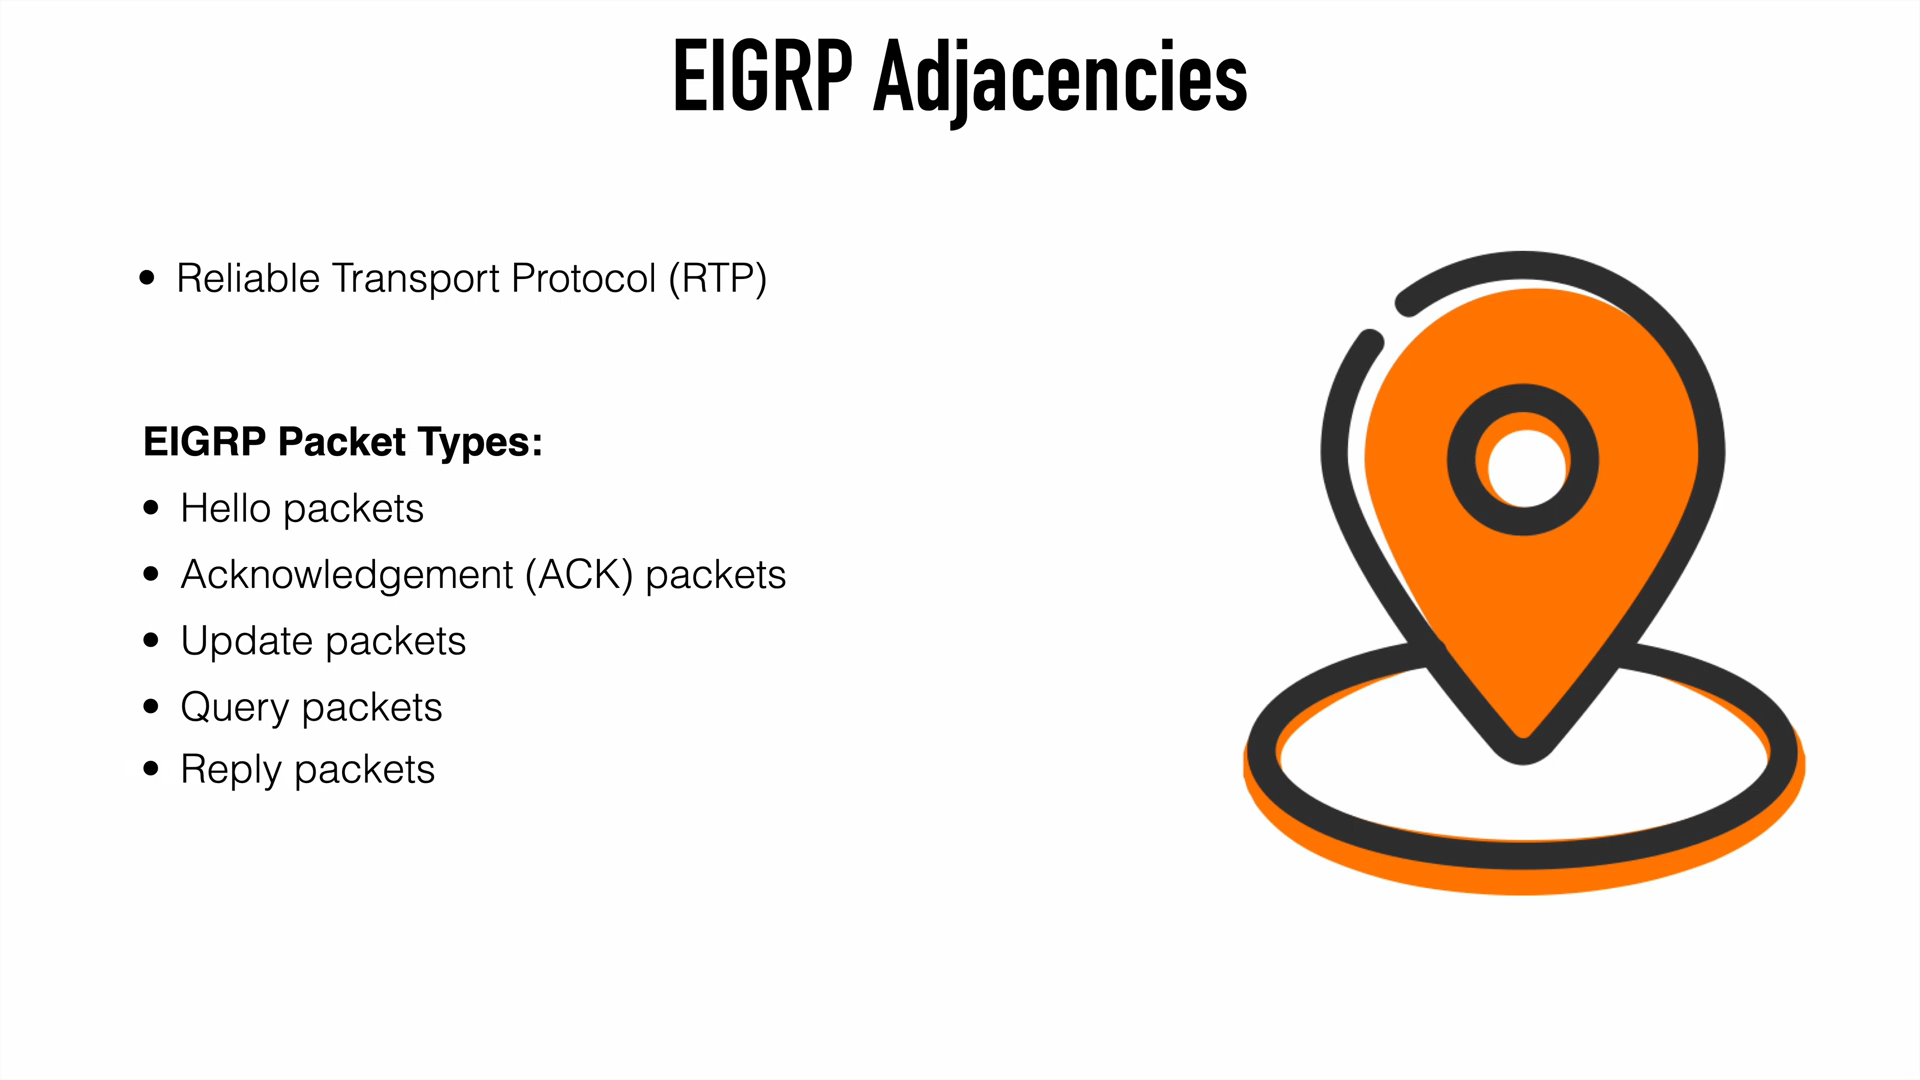 EIGRP Adjacencies
• Reliable Transport Protocol (RTP)
EIGRP Packet Types:
• Hello packets
• Acknowledgement (ACK) packets
• Update packets
• Query packets
• Reply packets